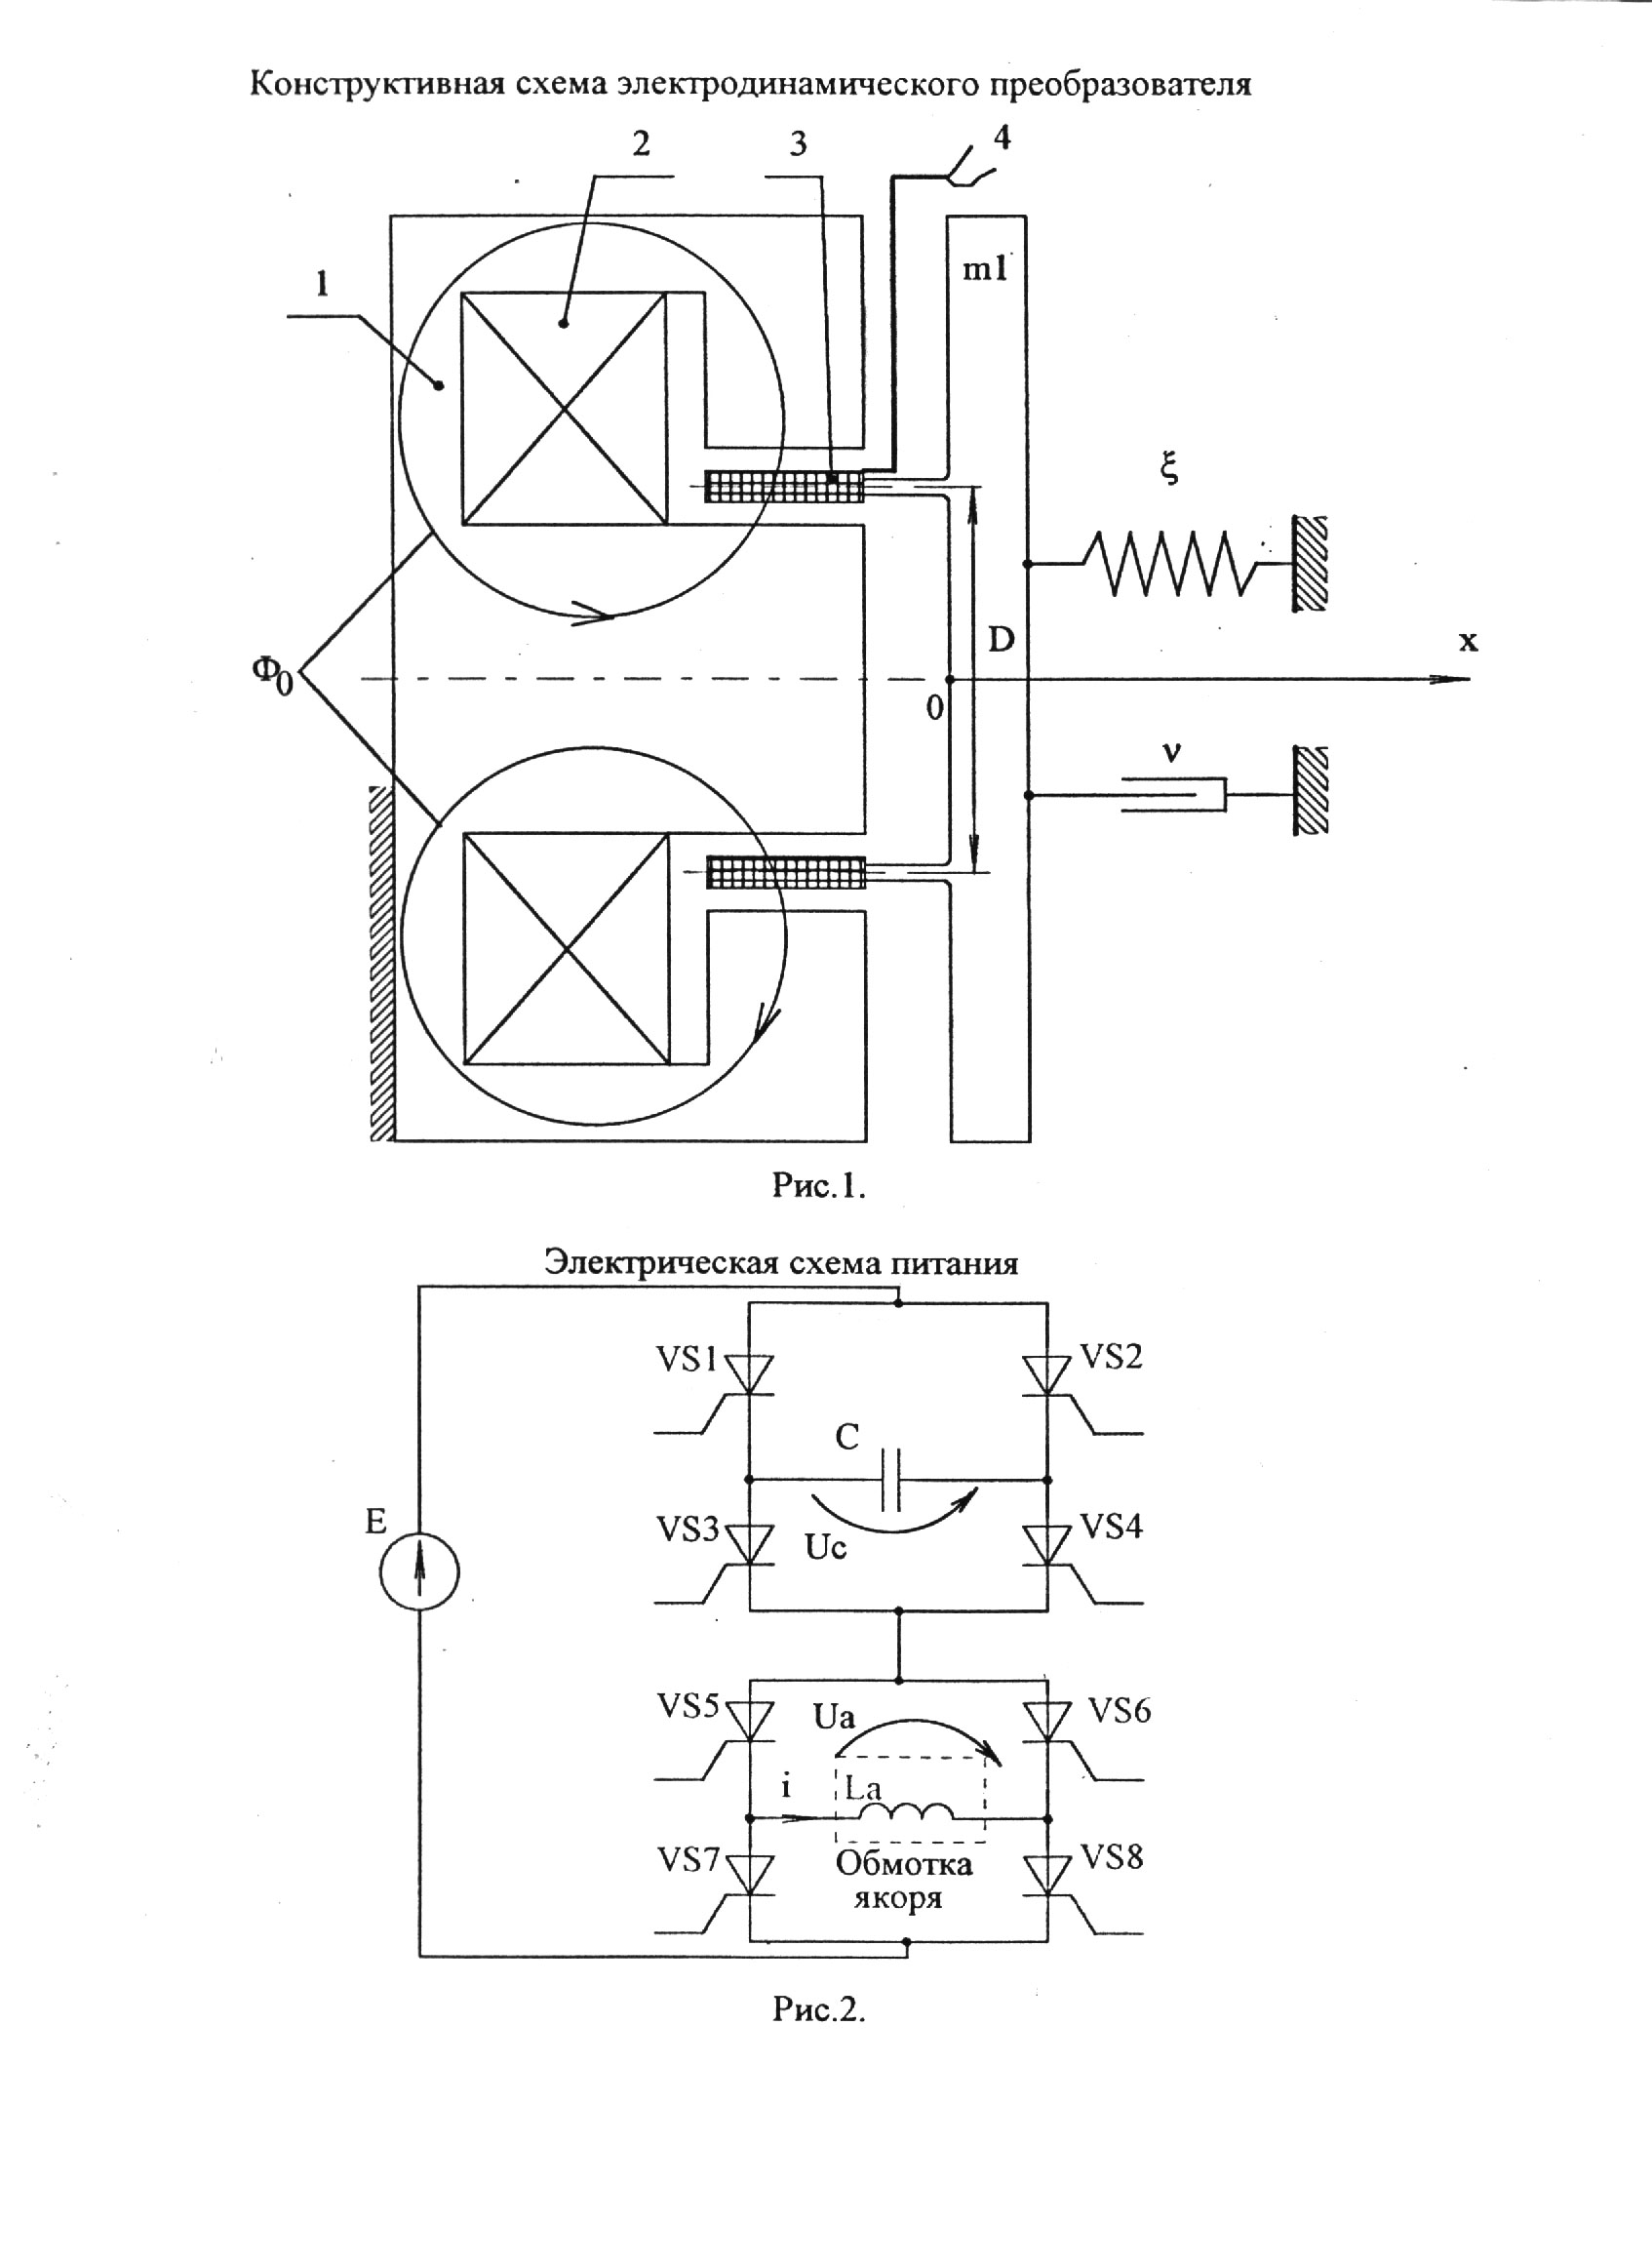 Конструктивная схема электродинамического преобразователя
2
3
4
1
m1
ξ
Φ0
D
x
0
ν
Рис.1.
Электрическая схема питания
VS1
VS2
C
E
VS3
Uc
VS4
VS5
Ua
VS6
i
La
VS7
Обмотка
якоря
VS8
Рис.2.